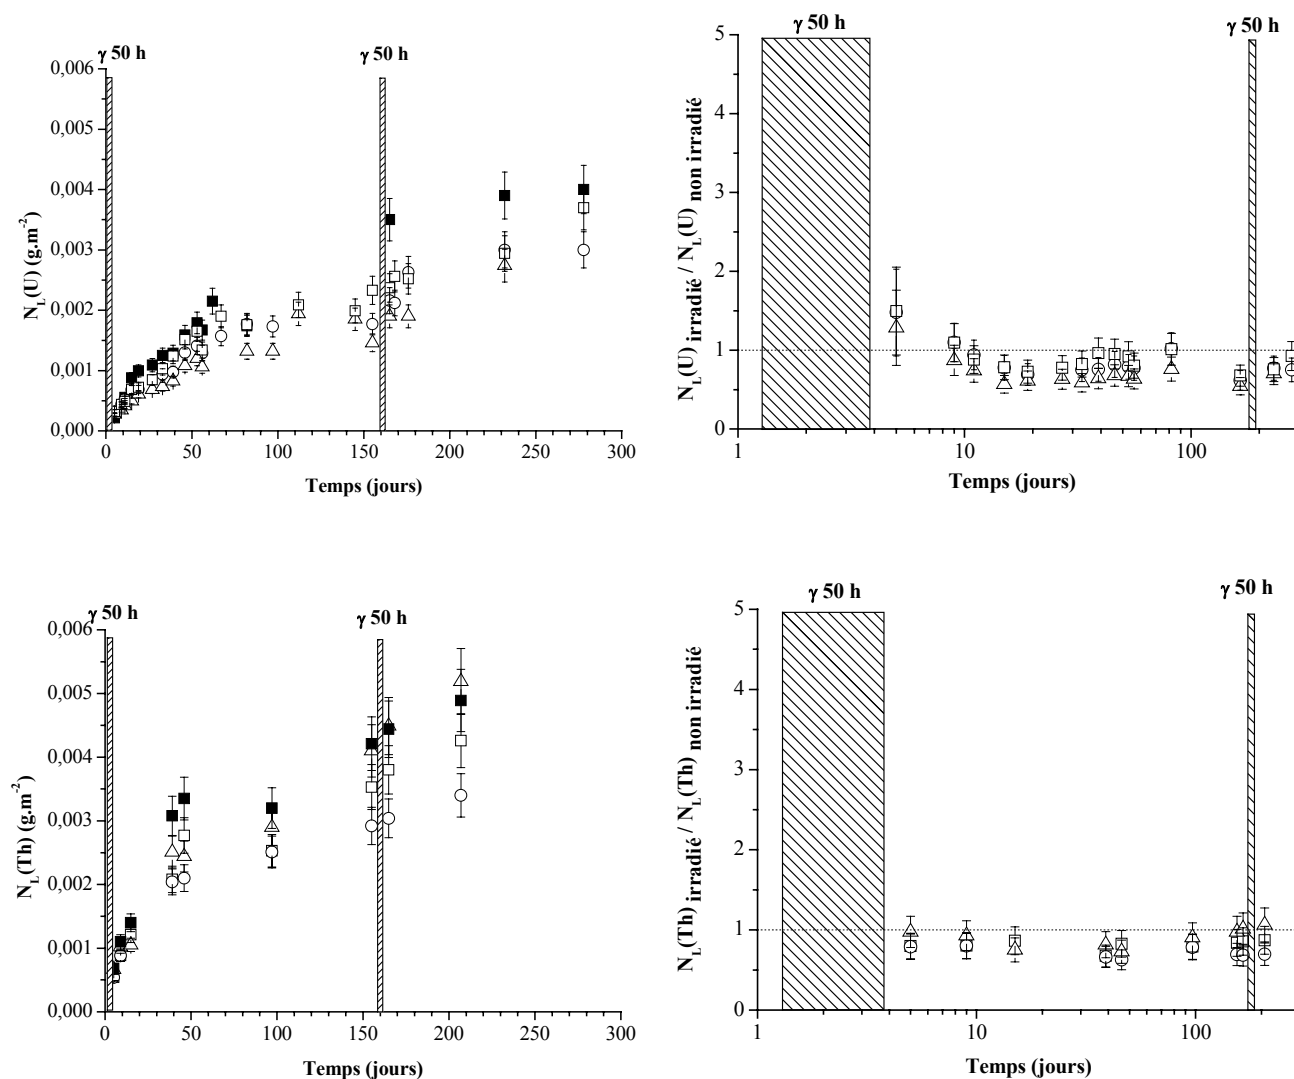 γ 50 h
γ 50 h
0,006
0,005
0,004
0,003
0,002
0,001
0,000
N_L(U) (g.m⁻²)
0 50 100 150 200 250 300
Temps (jours)
γ 50 h
γ 50 h
5
4
3
2
1
0
N_L(U) irradié / N_L(U) non irradié
1 10 100
Temps (jours)
γ 50 h
γ 50 h
0,006
0,005
0,004
0,003
0,002
0,001
0,000
N_L(Th) (g.m⁻²)
0 50 100 150 200 250 300
Temps (jours)
γ 50 h
γ 50 h
5
4
3
2
1
0
N_L(Th) irradié / N_L(Th) non irradié
1 10 100
Temps (jours)